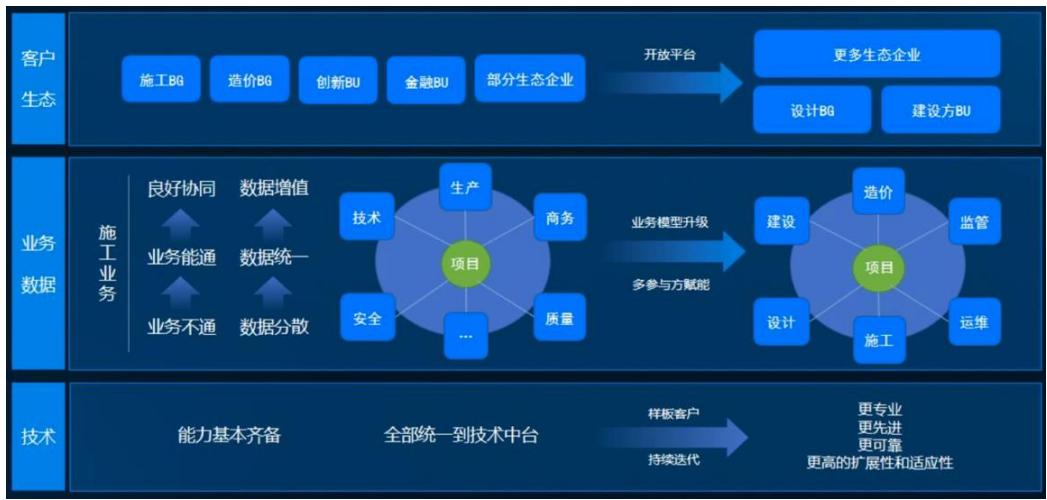 客户
生态
施工BG
造价BG
创新BU
金融BU
部分生态企业
开放平台
更多生态企业
设计BG
建设方BU
业务
数据
施工业务
良好协同
数据增值
业务能通
数据统一
业务不通
数据分散
生产
技术
商务
项目
安全
质量
...
业务模型升级
多参与方赋能
造价
建设
监管
项目
设计
运维
施工
技术
能力基本齐备
全部统一到技术中台
样板客户
持续迭代
更专业
更先进
更可靠
更高的扩展性和适应性